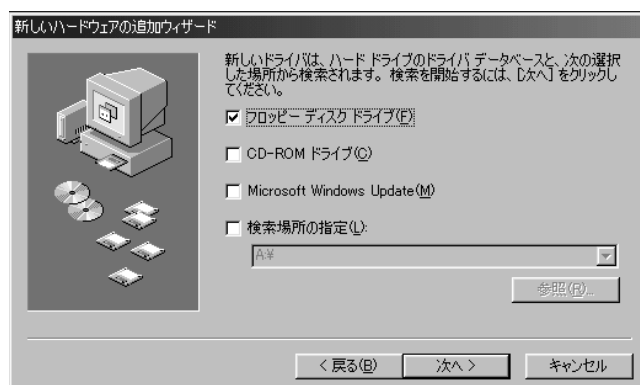 新しいハードウェアの追加ウィザード
新しいドライバは、ハード ドライブのドライバ データベースと、次の選択
した場所から検索されます。検索を開始するには、[次へ] をクリックし
てください。
フロッピー ディスク ドライブ(F)
CD-ROM ドライブ(C)
Microsoft Windows Update(M)
検索場所の指定(L):
A:¥
参照(R)...
< 戻る(B)
次へ >
キャンセル